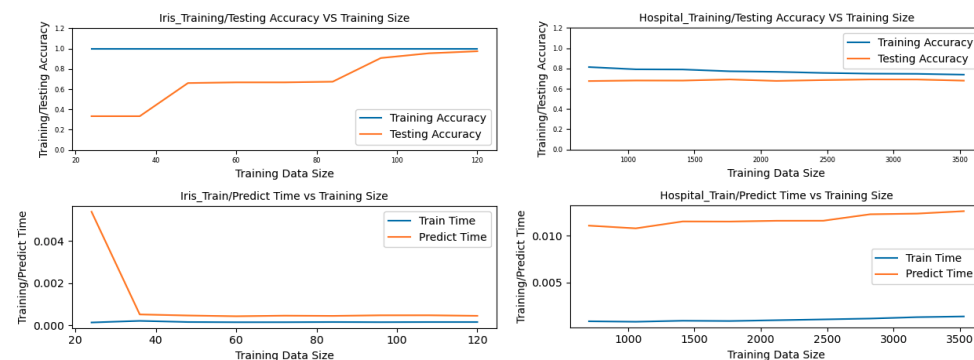 Iris_Training/Testing Accuracy VS Training Size
Training/Testing Accuracy
1.2
1.0
0.8
0.6
0.4
0.2
0.0
Training Accuracy
Testing Accuracy
20 40 60 80 100 120
Training Data Size
Hospital_Training/Testing Accuracy VS Training Size
Training/Testing Accuracy
1.2
1.0
0.8
0.6
0.4
0.2
0.0
Training Accuracy
Testing Accuracy
1000 1500 2000 2500 3000 3500
Training Data Size
Iris_Train/Predict Time vs Training Size
Training/Predict Time
0.004
0.002
0.000
Train Time
Predict Time
20 40 60 80 100 120
Training Data Size
Hospital_Train/Predict Time vs Training Size
Training/Predict Time
0.010
0.005
Train Time
Predict Time
1000 1500 2000 2500 3000 3500
Training Data Size